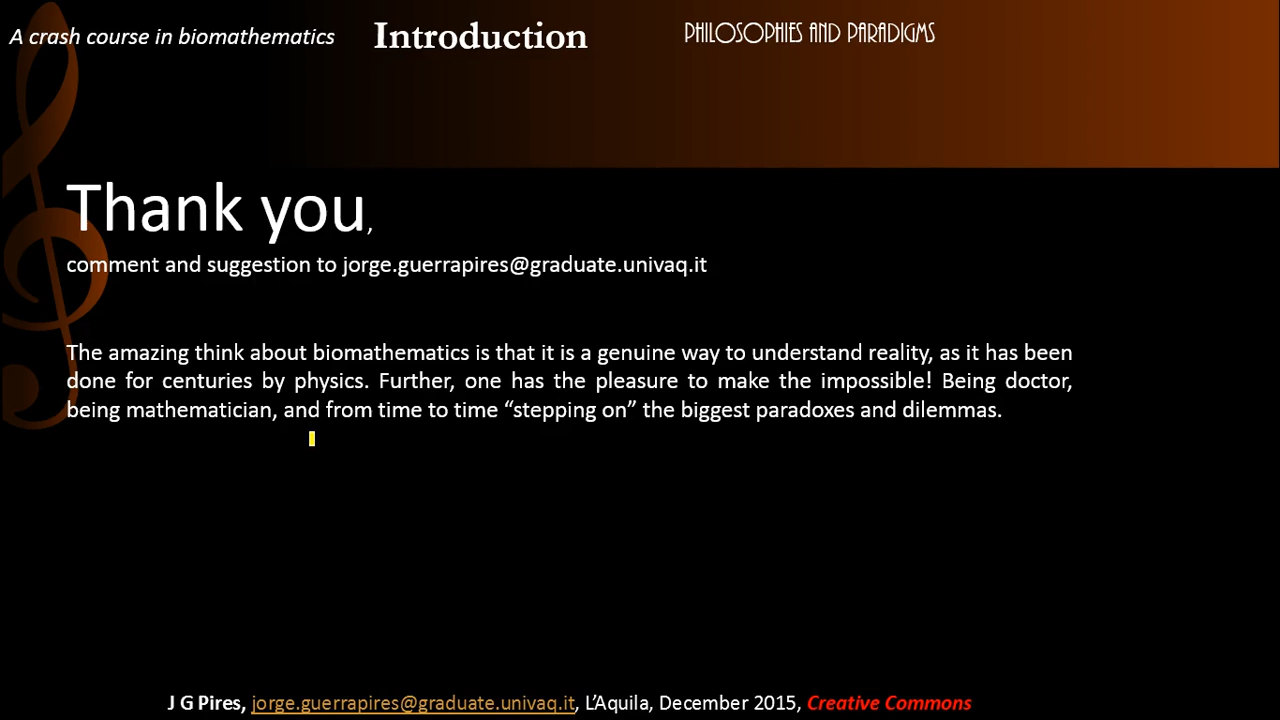 A crash course in biomathematics Introduction PHILOSOPHIES AND PARADIGMS
Thank you,
comment and suggestion to jorge.guerrapires@graduate.univaq.it
The amazing think about biomathematics is that it is a genuine way to understand reality, as it has been
done for centuries by physics. Further, one has the pleasure to make the impossible! Being doctor,
being mathematician, and from time to time “stepping on” the biggest paradoxes and dilemmas.
J G Pires, jorge.guerrapires@graduate.univaq.it, L’Aquila, December 2015, Creative Commons